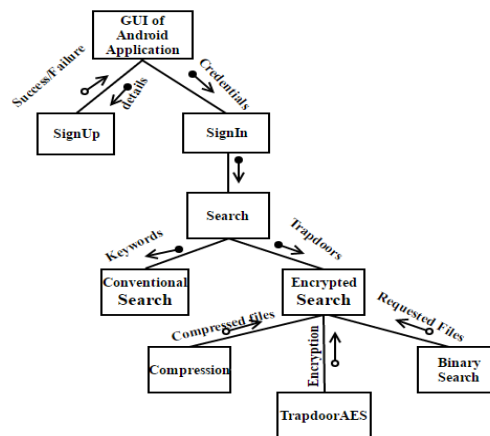 GUI of
Android
Application
Success/Failure
details
Credentials
SignUp
SignIn
Search
Keywords
Trapdoors
Conventional
Search
Encrypted
Search
Compressed files
Encryption
Requested Files
Compression
Binary
Search
TrapdoorAES